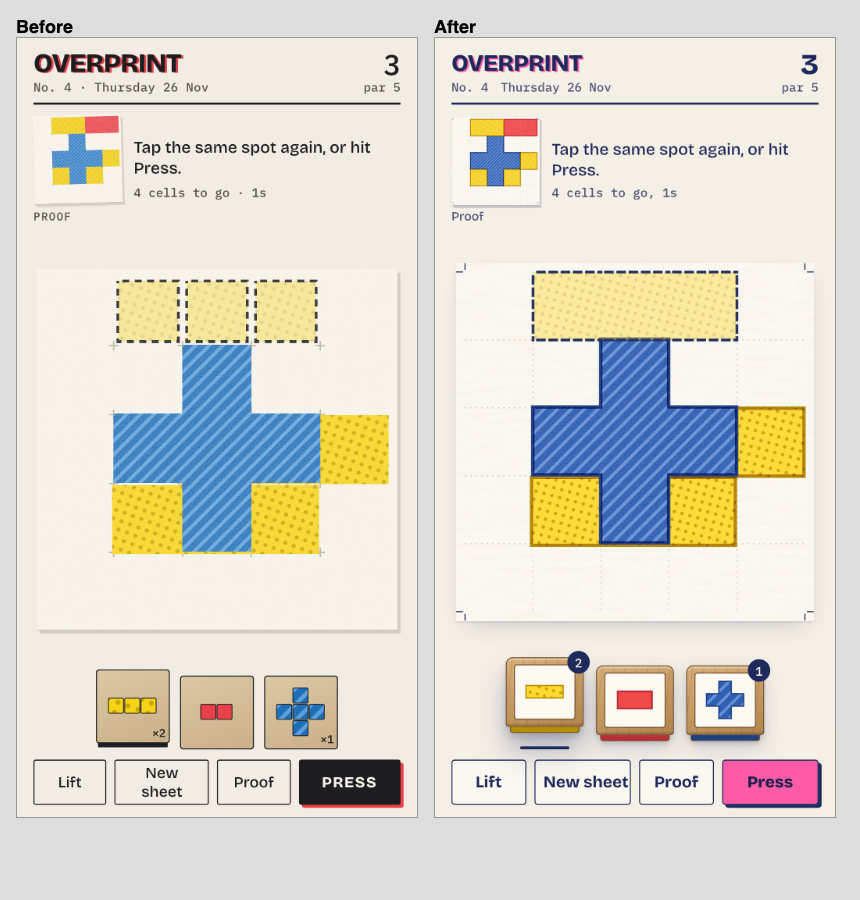 Before
OVERPRINT
3
No. 4 · Thursday 26 Nov
par 5
Tap the same spot again, or hit
Press.
4 cells to go · 1s
PROOF
×2
×1
Lift
New
sheet
Proof
PRESS
After
OVERPRINT
3
No. 4 Thursday 26 Nov
par 5
Tap the same spot again, or hit
Press.
4 cells to go, 1s
Proof
2
1
Lift
New sheet
Proof
Press